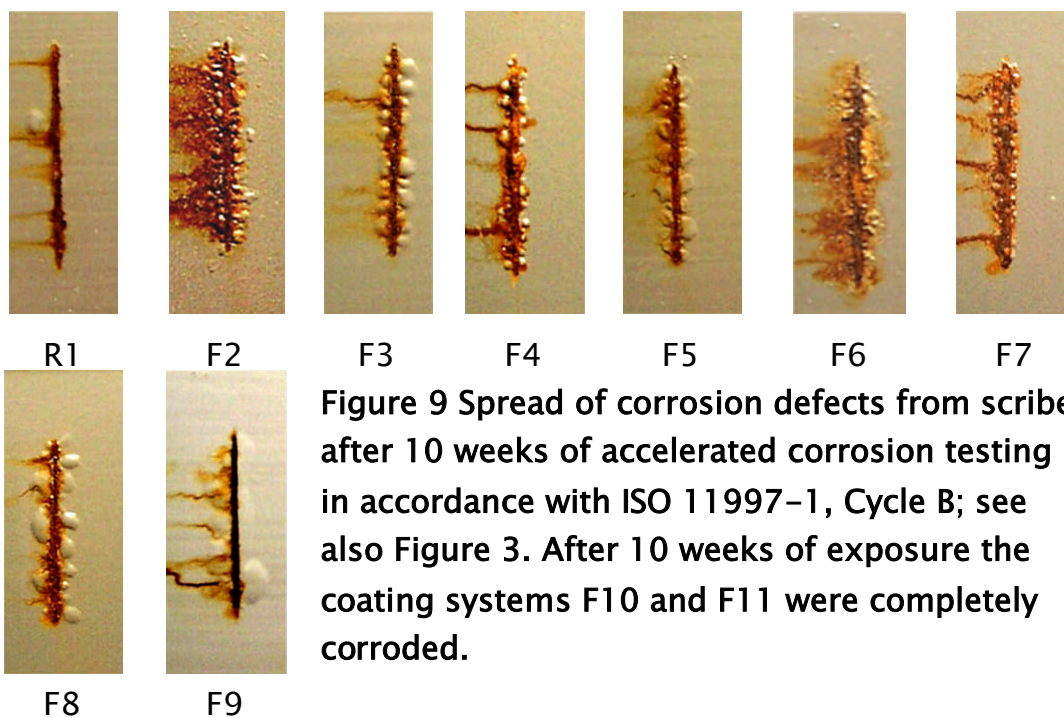 R1 F2 F3 F4 F5 F6 F7
Figure 9 Spread of corrosion defects from scribe
after 10 weeks of accelerated corrosion testing
in accordance with ISO 11997-1, Cycle B; see
also Figure 3. After 10 weeks of exposure the
coating systems F10 and F11 were completely
corroded.
F8 F9